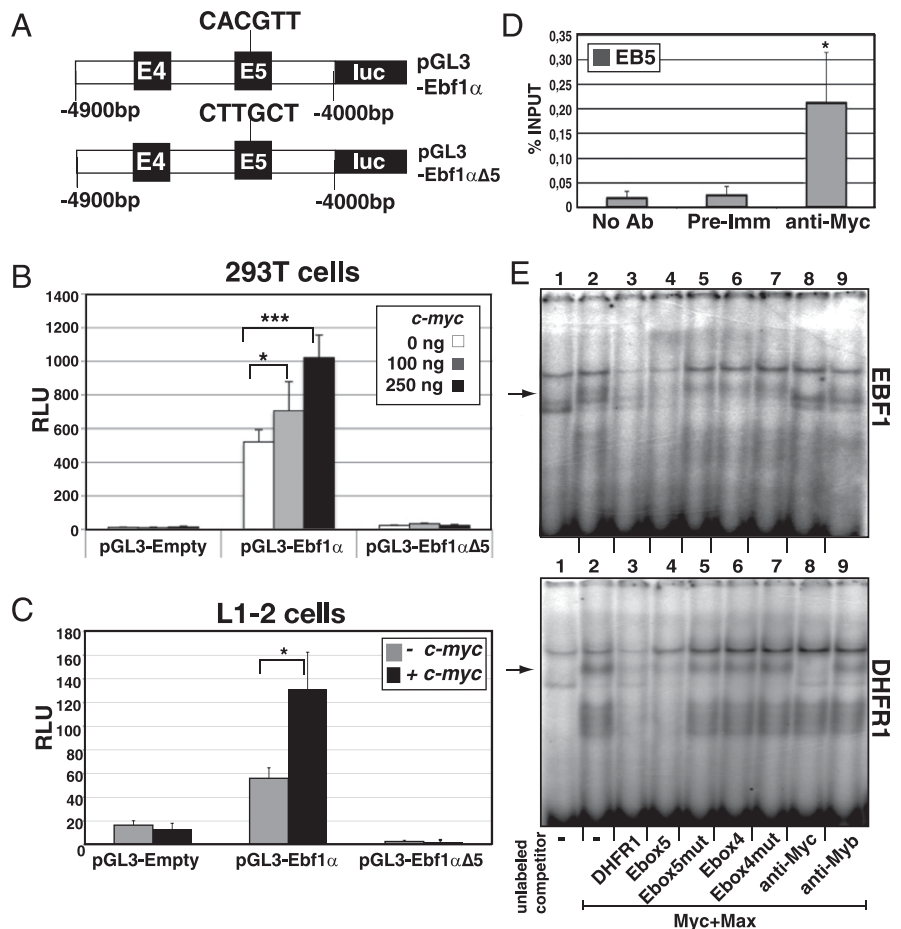 A
CACGTT
E4
E5
luc
pGL3
-Ebf1α
-4900bp
-4000bp
CTTGCT
E4
E5
luc
pGL3
-Ebf1αΔ5
-4900bp
-4000bp
B
293T cells
1400
1200
1000
800
600
400
200
0
RLU
*
***
c-myc
0 ng
100 ng
250 ng
pGL3-Empty
pGL3-Ebf1α
pGL3-Ebf1αΔ5
C
L1-2 cells
180
160
140
120
100
80
60
40
20
0
RLU
*
- c-myc
+ c-myc
pGL3-Empty
pGL3-Ebf1α
pGL3-Ebf1αΔ5
D
0,35
0,30
0,25
0,20
0,15
0,10
0,05
0
% INPUT
EB5
*
No Ab
Pre-Imm
anti-Myc
E
1 2 3 4 5 6 7 8 9
EBF1
1 2 3 4 5 6 7 8 9
DHFR1
unlabeled
competitor
-
-
DHFR1
Ebox5
Ebox5mut
Ebox4
Ebox4mut
anti-Myc
anti-Myb
Myc+Max